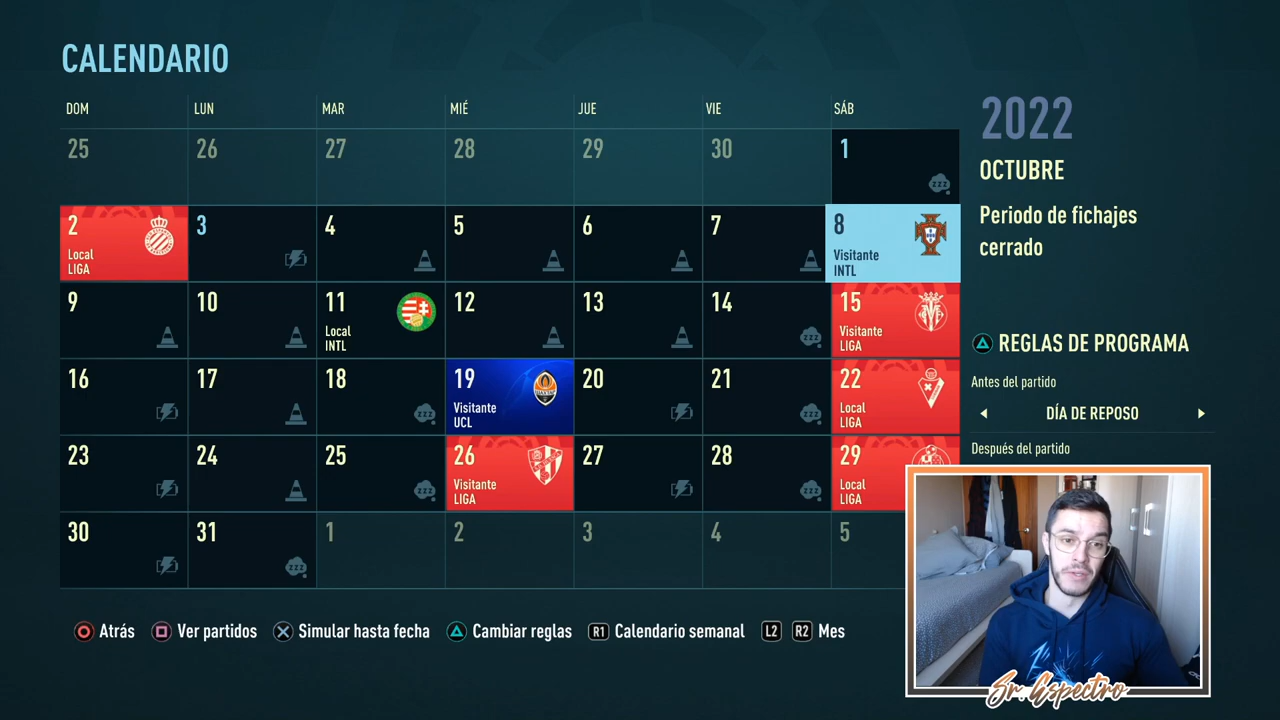 CALENDARIO
DOM LUN MAR MIÉ JUE VIE SÁB
25 26 27 28 29 30 1
2 3 4 5 6 7 8
Local
LIGA
Visitante
INTL
9 10 11 12 13 14 15
Local
INTL
Visitante
LIGA
16 17 18 19 20 21 22
Visitante
UCL
Local
LIGA
23 24 25 26 27 28 29
Visitante
LIGA
Local
LIGA
30 31 1 2 3 4 5
2022
OCTUBRE
Periodo de fichajes
cerrado
REGLAS DE PROGRAMA
Antes del partido
DÍA DE REPOSO
Después del partido
Atrás Ver partidos Simular hasta fecha Cambiar reglas R1 Calendario semanal L2 R2 Mes
Sr. Espectro